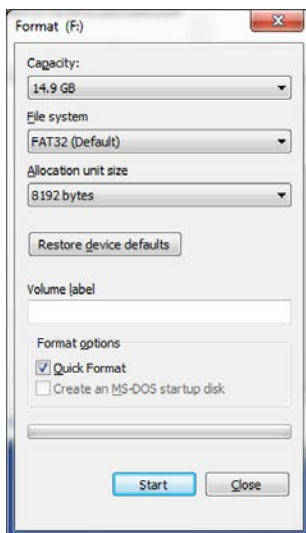 Format (F:)
Capacity:
14.9 GB
File system
FAT32 (Default)
Allocation unit size
8192 bytes
Restore device defaults
Volume label
Format options
Quick Format
Create an MS-DOS startup disk
Start
Close